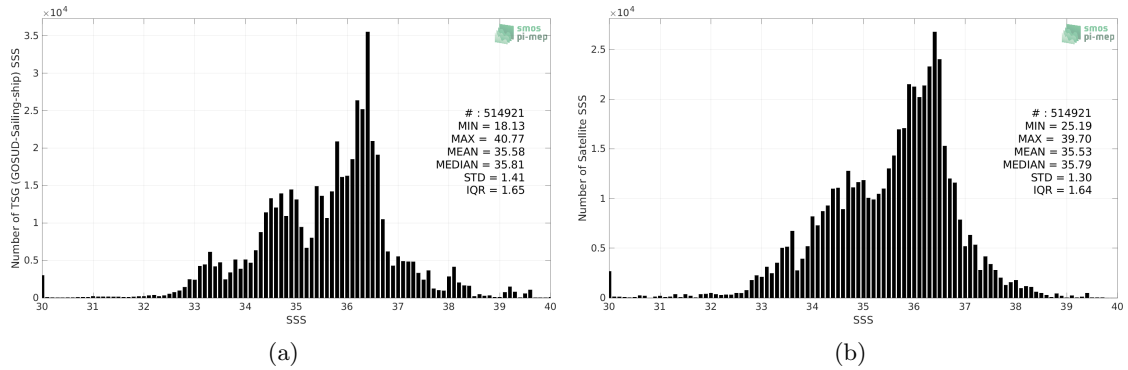 ×10⁴
3.5
3
2.5
2
1.5
1
0.5
0
Number of TSG (GOSUD-Sailing-ship) SSS
smos
pi-mep
# : 514921
MIN = 18.13
MAX = 40.77
MEAN = 35.58
MEDIAN = 35.81
STD = 1.41
IQR = 1.65
30 31 32 33 34 35 36 37 38 39 40
SSS
(a)
×10⁴
2.5
2
1.5
1
0.5
0
Number of Satellite SSS
smos
pi-mep
# : 514921
MIN = 25.19
MAX = 39.70
MEAN = 35.53
MEDIAN = 35.79
STD = 1.30
IQR = 1.64
30 31 32 33 34 35 36 37 38 39 40
SSS
(b)